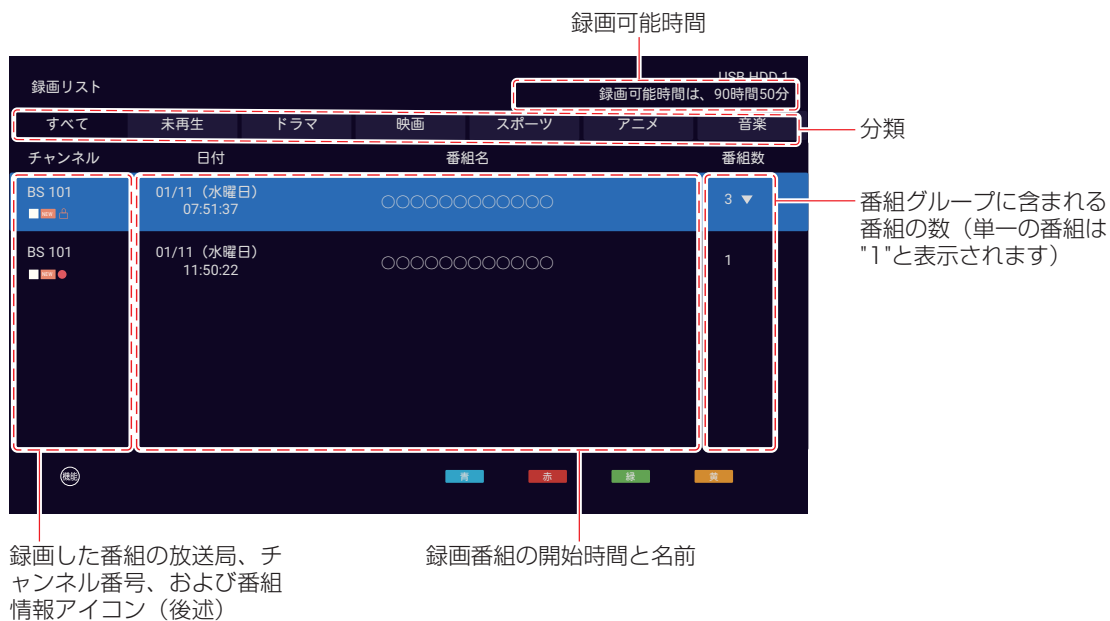 録画可能時間
USB HDD 1
録画リスト
録画可能時間は、90時間50分
すべて 未再生 ドラマ 映画 スポーツ アニメ 音楽
分類
チャンネル 日付 番組名 番組数
BS 101 01/11（水曜日） ○○○○○○○○○○○○ 3 ▼
NEW 07:51:37
番組グループに含まれる
番組の数（単一の番組は
"1"と表示されます）
BS 101 01/11（水曜日） ○○○○○○○○○○○○ 1
NEW 11:50:22
機能 青 赤 緑 黄
録画した番組の放送局、チ
ャンネル番号、および番組
情報アイコン（後述）
録画番組の開始時間と名前